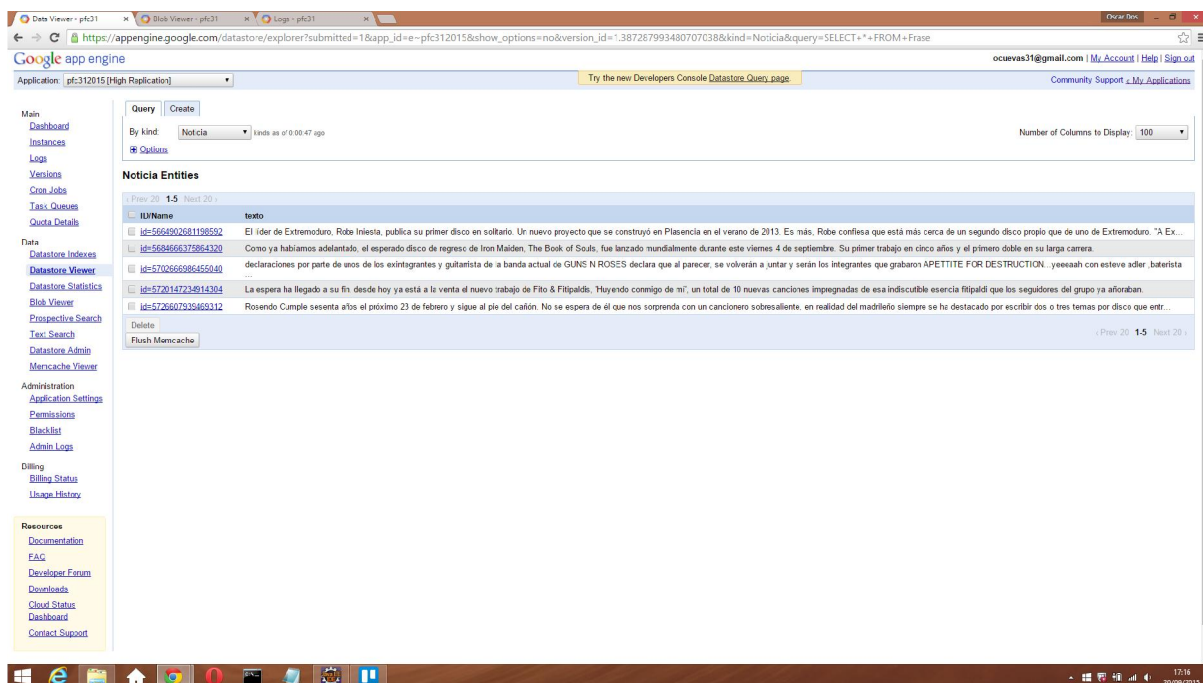 Data Viewer - pfc31
Blob Viewer - pfc31
Logs - pfc31
Oscar Dos
https://appengine.google.com/datastore/explorer?submitted=1&app_id=e~pfc312015&show_options=no&version_id=1.387287993480707038&kind=Noticia&query=SELECT+*+FROM+Frase
Google app engine
ocuevas31@gmail.com | My Account | Help | Sign out
Application: pfc312015 [High Replication]
Try the new Developers Console Datastore Query page.
Community Support « My Applications
Main
Dashboard
Instances
Logs
Versions
Cron Jobs
Task Queues
Quota Details
Data
Datastore Indexes
Datastore Viewer
Datastore Statistics
Blob Viewer
Prospective Search
Text Search
Datastore Admin
Memcache Viewer
Administration
Application Settings
Permissions
Blacklist
Admin Logs
Billing
Billing Status
Usage History
Resources
Documentation
FAQ
Developer Forum
Downloads
Cloud Status
Dashboard
Contact Support
Query Create
By kind: Noticia kinds as of 0:00:47 ago
Number of Columns to Display: 100
Options
Noticia Entities
‹ Prev 20 1-5 Next 20 ›
ID/Name texto
id=5664902681198592 El líder de Extremoduro, Robe Iniesta, publica su primer disco en solitario. Un nuevo proyecto que se construyó en Plasencia en el verano de 2013. Es más, Robe confiesa que está más cerca de un segundo disco propio que de uno de Extremoduro. "A Ex...
id=5684666375864320 Como ya habíamos adelantado, el esperado disco de regreso de Iron Maiden, The Book of Souls, fue lanzado mundialmente durante este viernes 4 de septiembre. Su primer trabajo en cinco años y el primero doble en su larga carrera.
id=5702666986455040 declaraciones por parte de unos de los exintegrantes y guitarrista de la banda actual de GUNS N ROSES declara que al parecer, se volverán a juntar y serán los integrantes que grabaron APETTITE FOR DESTRUCTION...yeeeaah con esteve adler ,baterista
...
id=5720147234914304 La espera ha llegado a su fin. desde hoy ya está a la venta el nuevo trabajo de Fito & Fitipaldis, 'Huyendo conmigo de mi', un total de 10 nuevas canciones impregnadas de esa indiscutible esencia fitipaldi que los seguidores del grupo ya añoraban.
id=5726607939469312 Rosendo Cumple sesenta años el próximo 23 de febrero y sigue al pie del cañón. No se espera de él que nos sorprenda con un cancionero sobresaliente, en realidad del madrileño siempre se ha destacado por escribir dos o tres temas por disco que entr...
Delete
Flush Memcache
‹ Prev 20 1-5 Next 20 ›
17:16
20/09/2015